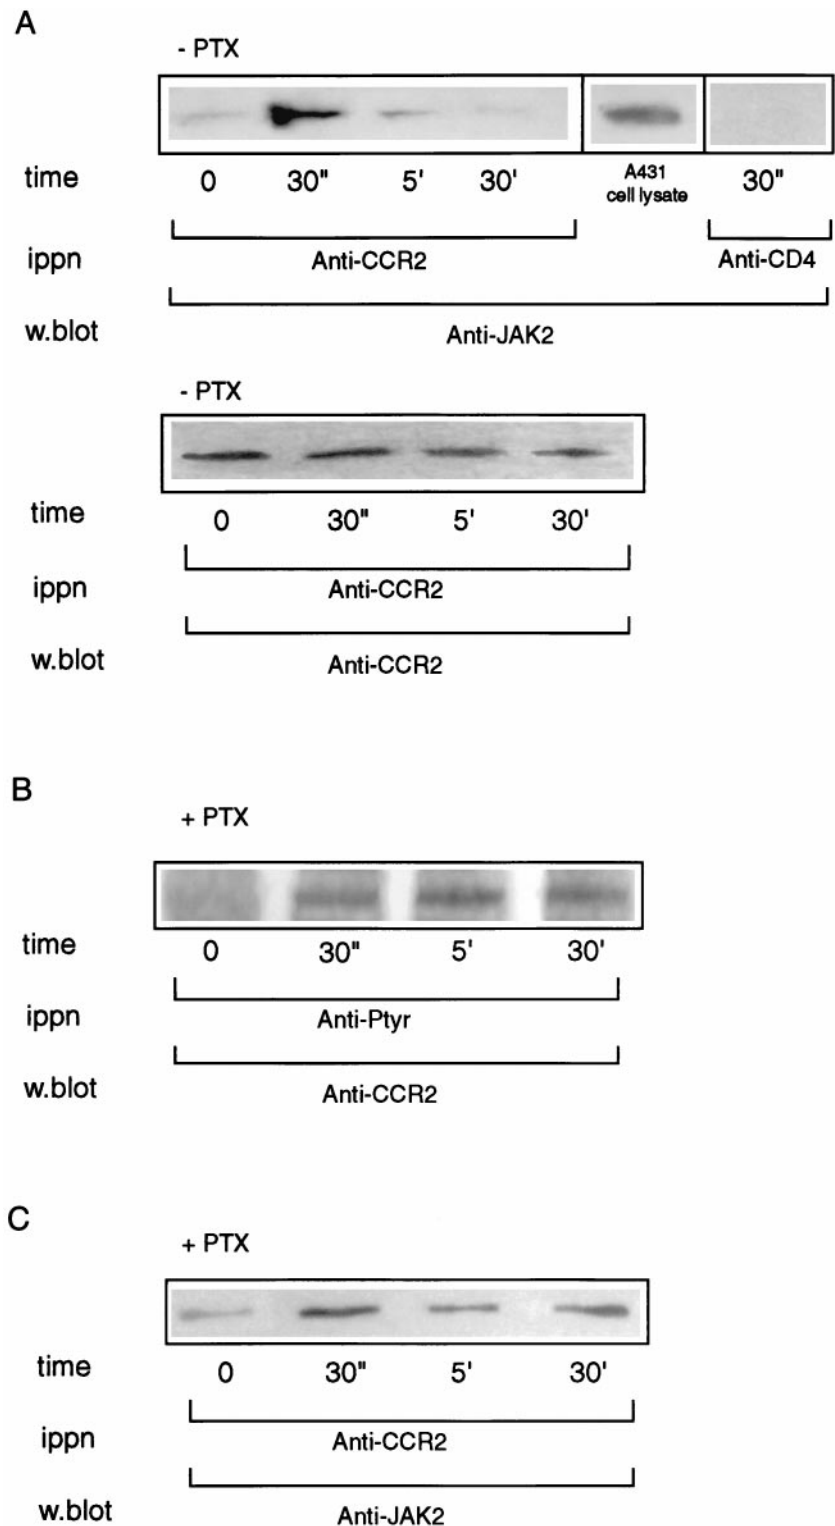 A
- PTX
time 0 30" 5' 30' A431 cell lysate 30"
ippn Anti-CCR2 Anti-CD4
w.blot Anti-JAK2
- PTX
time 0 30" 5' 30'
ippn Anti-CCR2
w.blot Anti-CCR2
B
+ PTX
time 0 30" 5' 30'
ippn Anti-Ptyr
w.blot Anti-CCR2
C
+ PTX
time 0 30" 5' 30'
ippn Anti-CCR2
w.blot Anti-JAK2